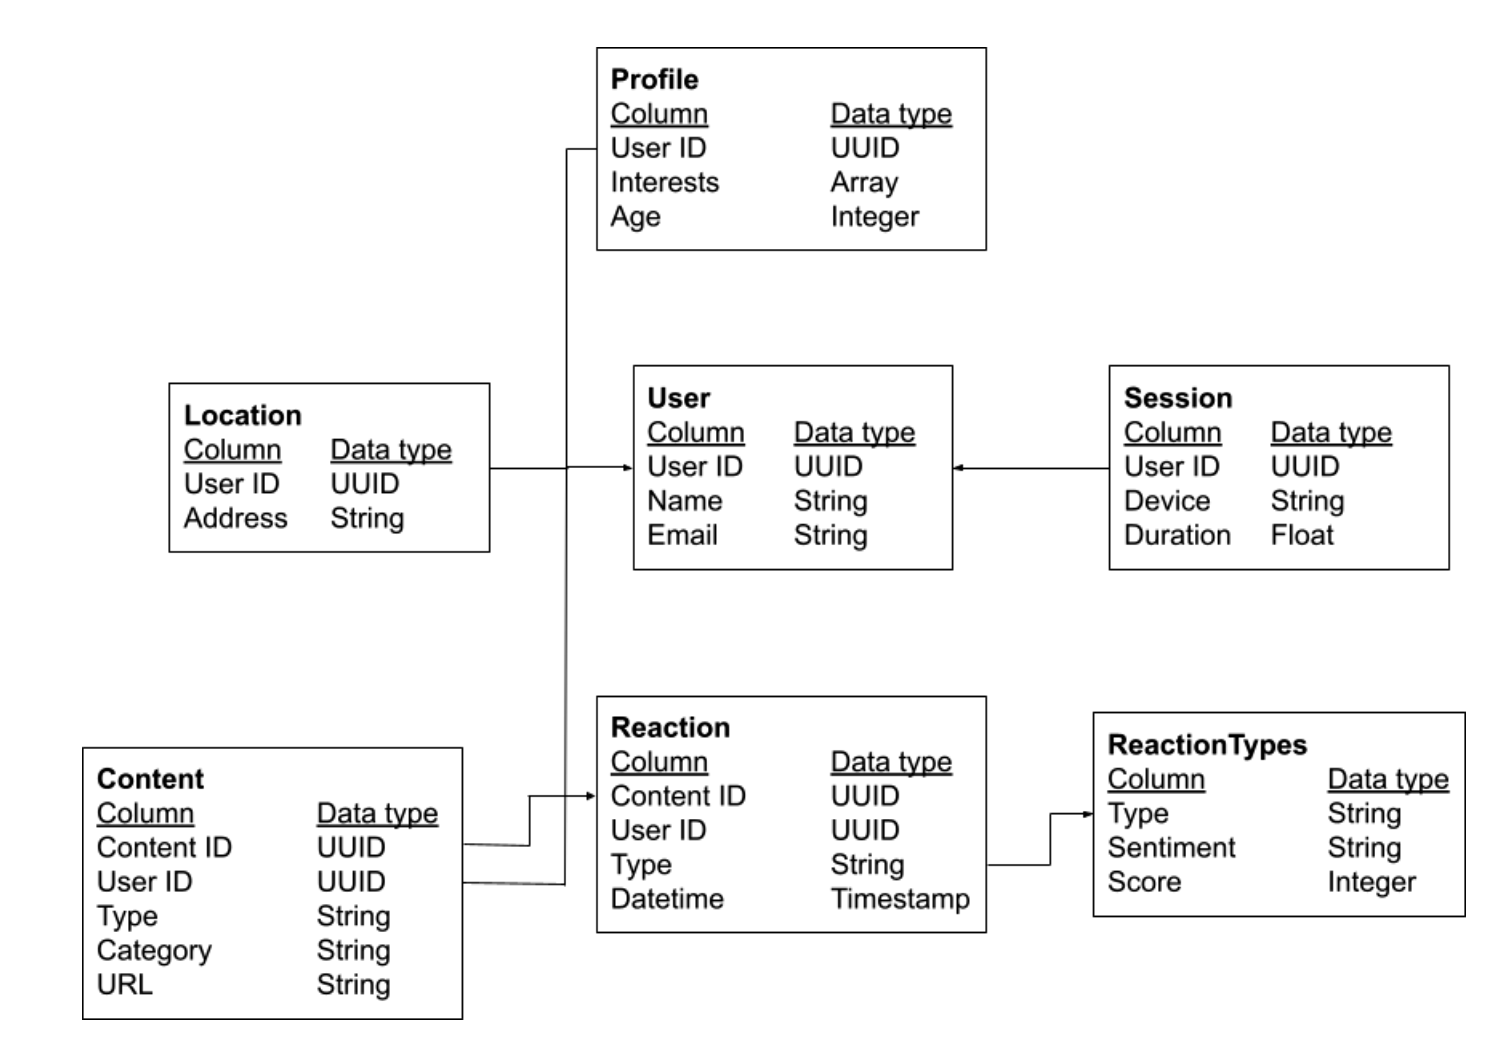 Profile
Column Data type
User ID UUID
Interests Array
Age Integer
Location
Column Data type
User ID UUID
Address String
User
Column Data type
User ID UUID
Name String
Email String
Session
Column Data type
User ID UUID
Device String
Duration Float
Content
Column Data type
Content ID UUID
User ID UUID
Type String
Category String
URL String
Reaction
Column Data type
Content ID UUID
User ID UUID
Type String
Datetime Timestamp
ReactionTypes
Column Data type
Type String
Sentiment String
Score Integer